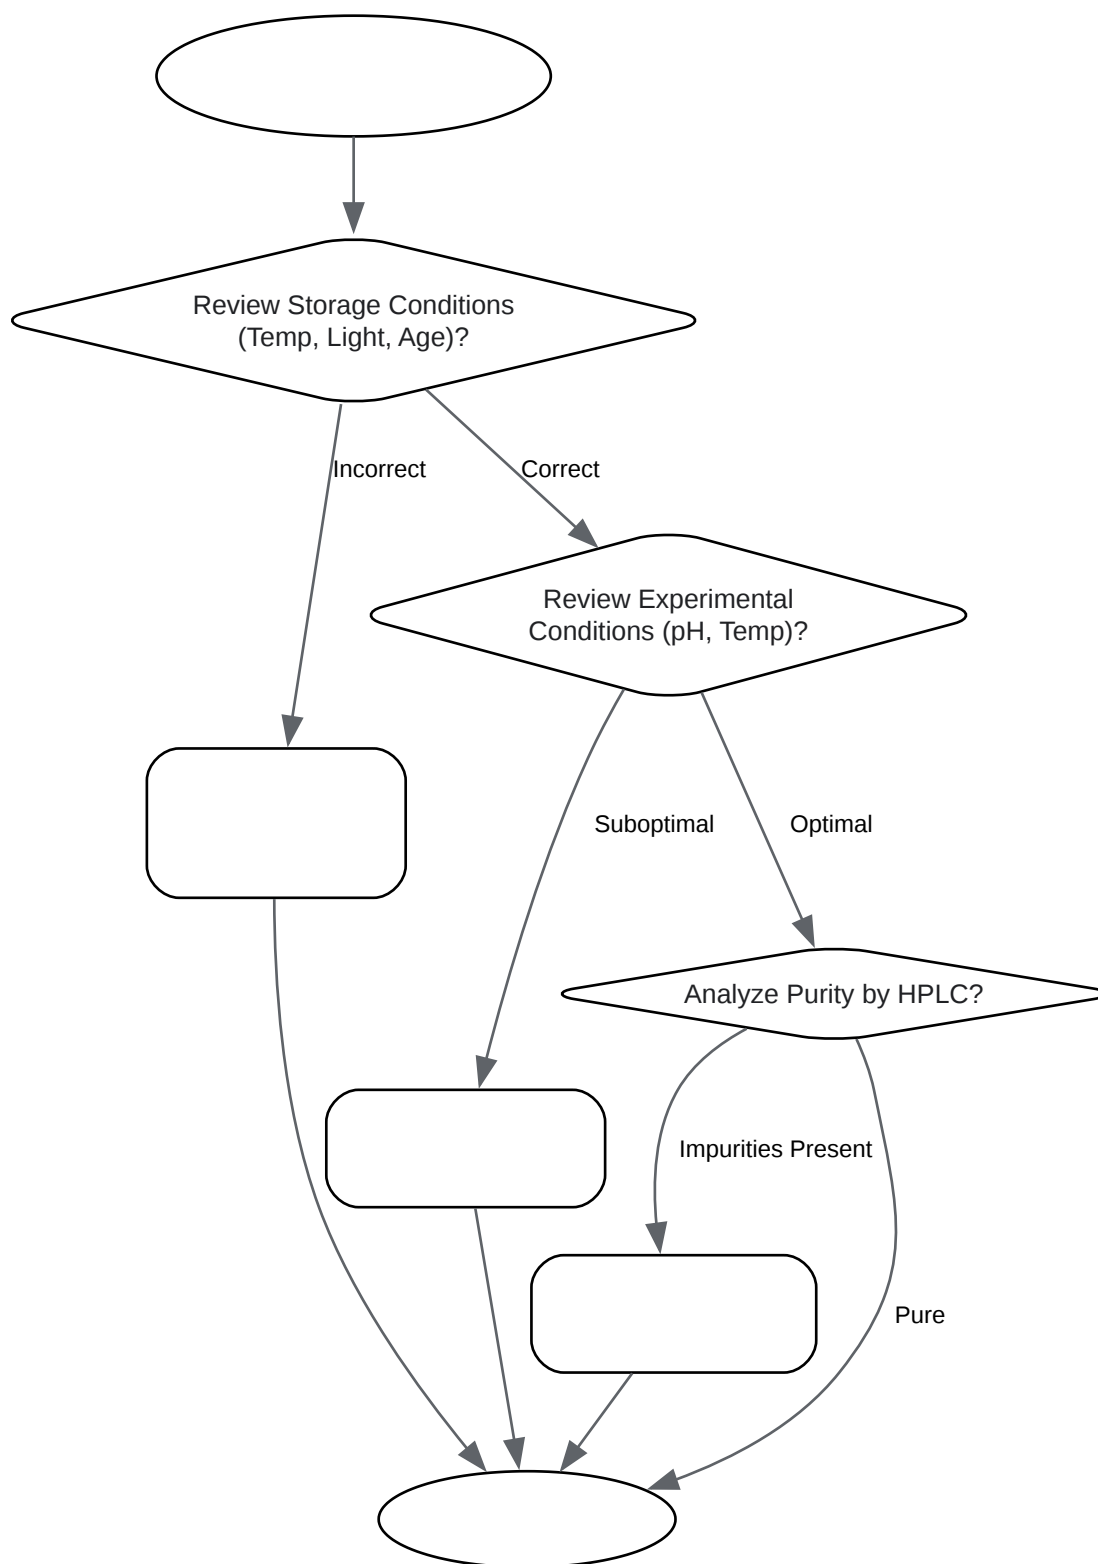 Review Storage Conditions
(Temp, Light, Age)?
Incorrect
Correct
Review Experimental
Conditions (pH, Temp)?
Suboptimal
Optimal
Analyze Purity by HPLC?
Impurities Present
Pure